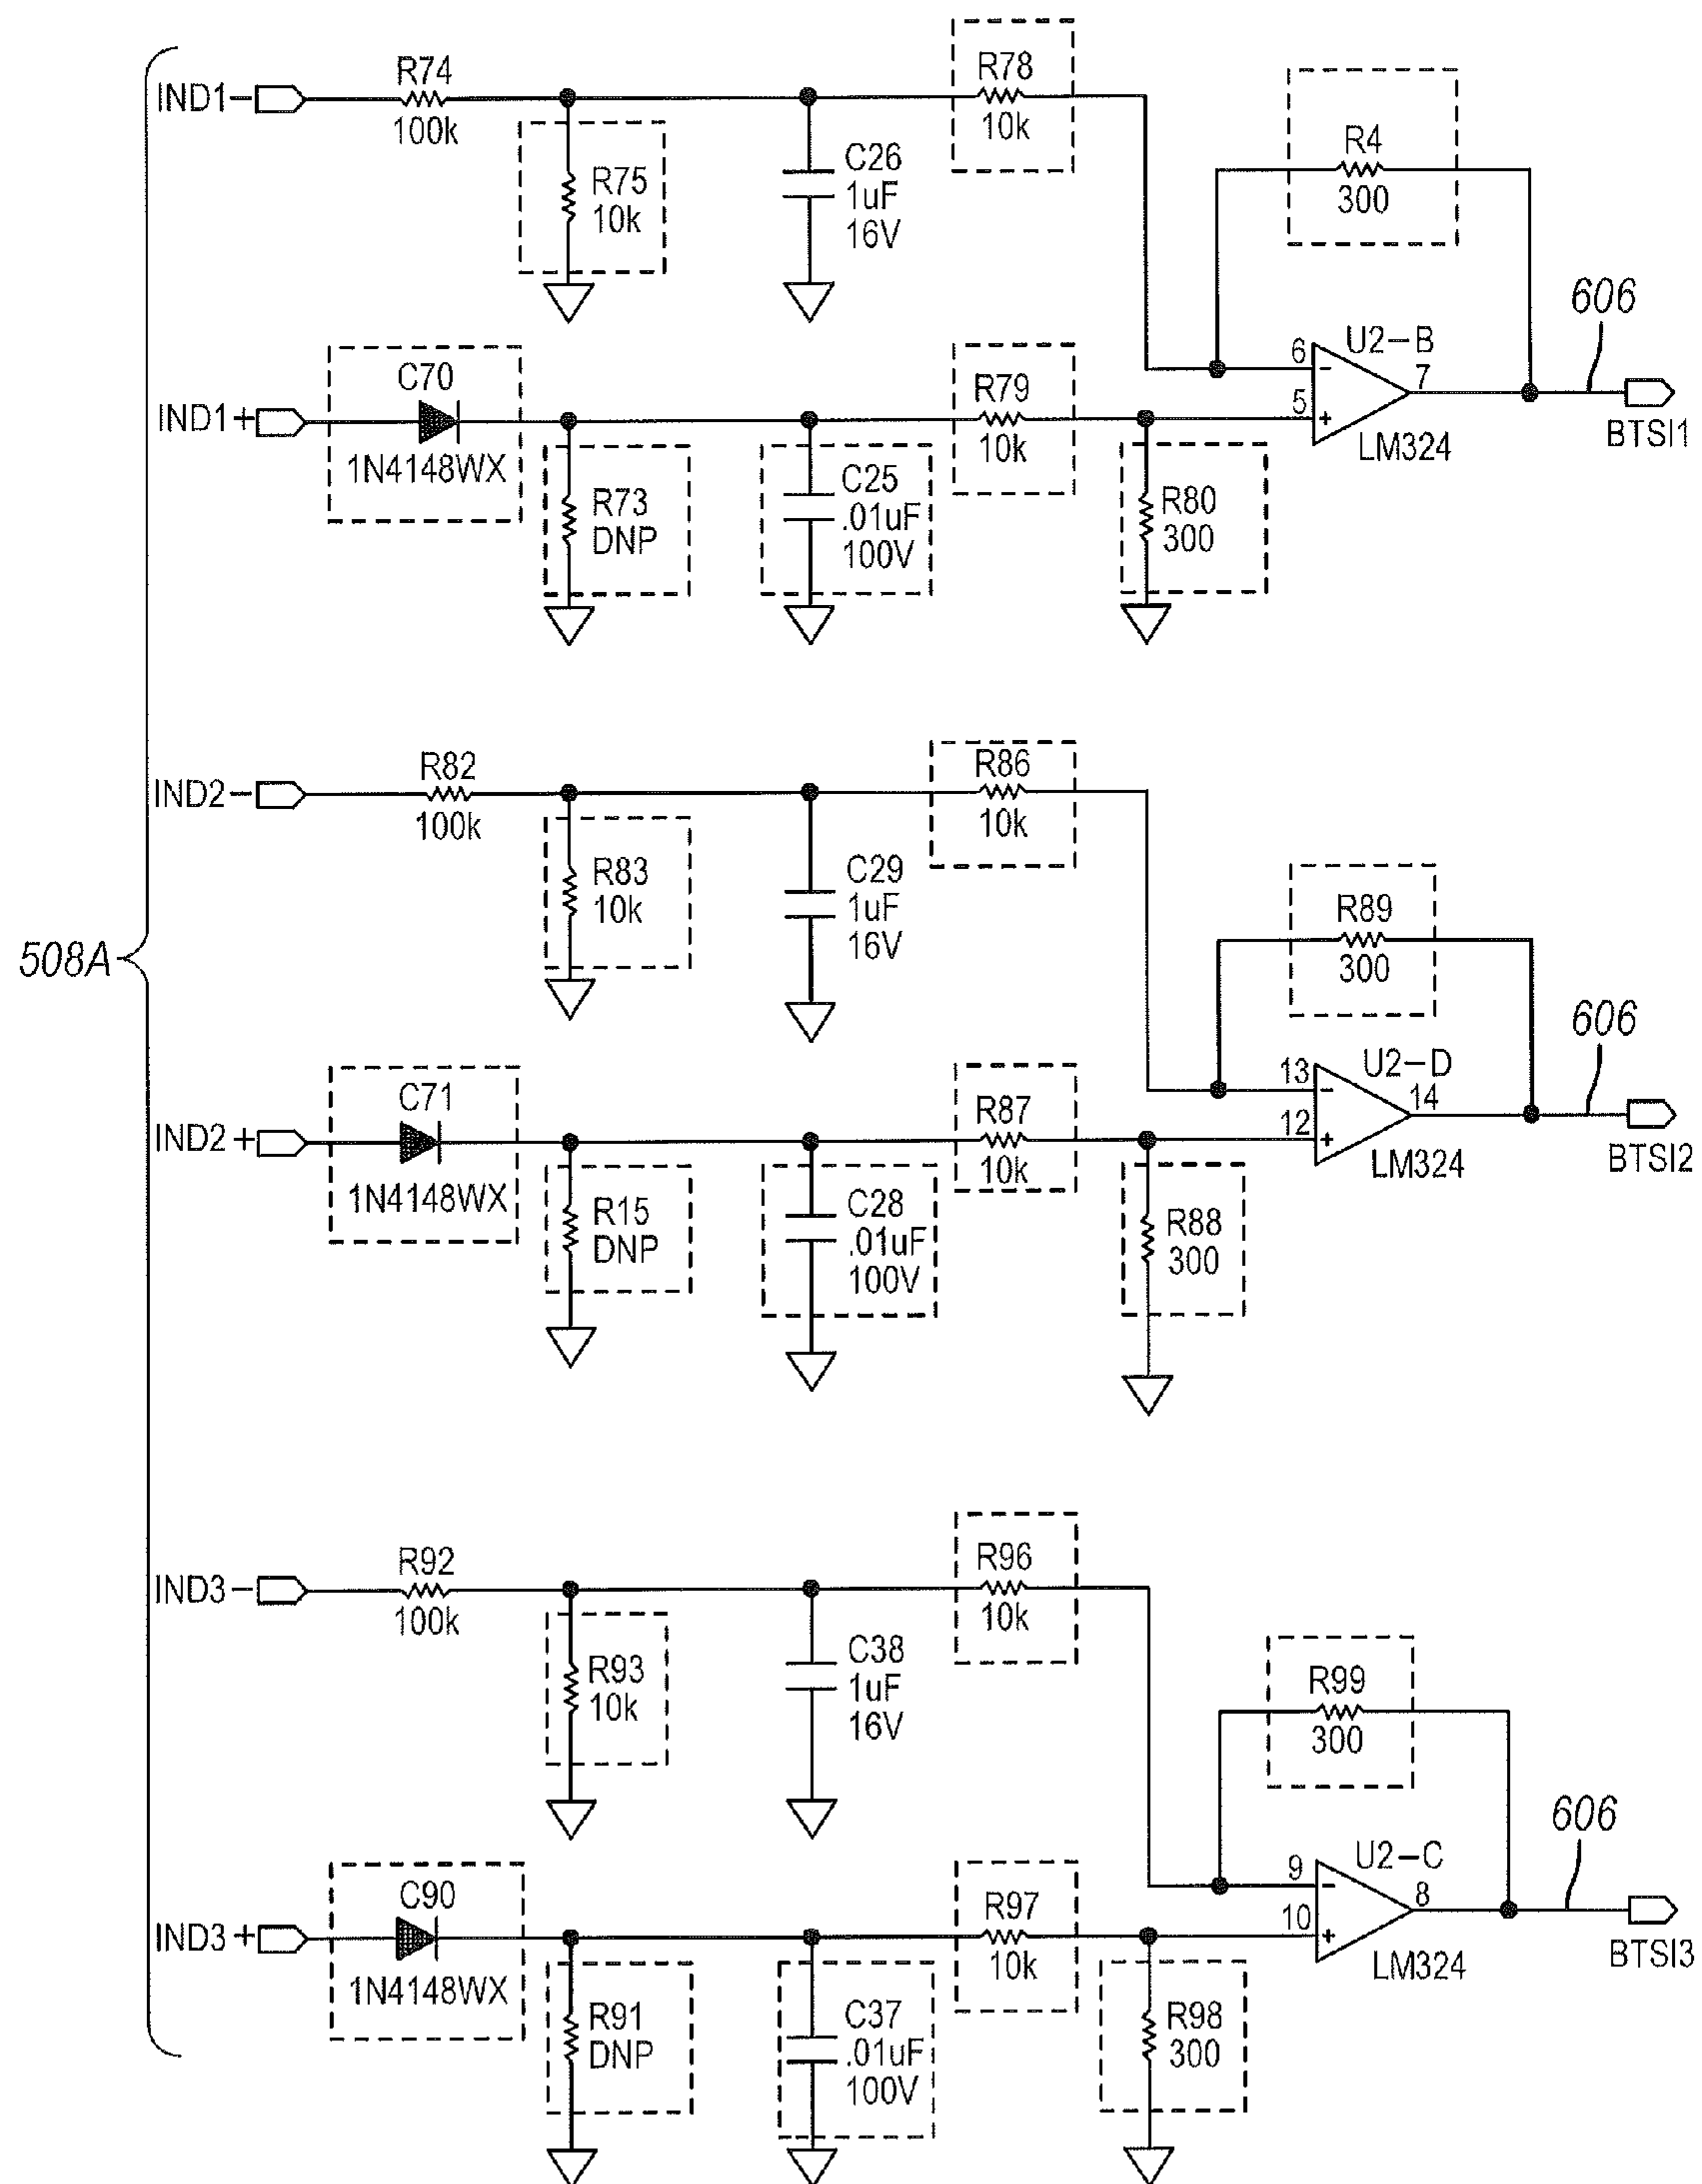 IND1-
R74
100k
R75
10k
C26
1uF
16V
R78
10k
R4
300
IND1+
C70
1N4148WX
R73
DNP
C25
.01uF
100V
R79
10k
R80
300
6
-
5
+
U2-B
7
LM324
606
BTSI1
508A
IND2-
R82
100k
R83
10k
C29
1uF
16V
R86
10k
R89
300
IND2+
C71
1N4148WX
R15
DNP
C28
.01uF
100V
R87
10k
R88
300
13
-
12
+
U2-D
14
LM324
606
BTSI2
IND3-
R92
100k
R93
10k
C38
1uF
16V
R96
10k
R99
300
IND3+
C90
1N4148WX
R91
DNP
C37
.01uF
100V
R97
10k
R98
300
9
-
10
+
U2-C
8
LM324
606
BTSI3